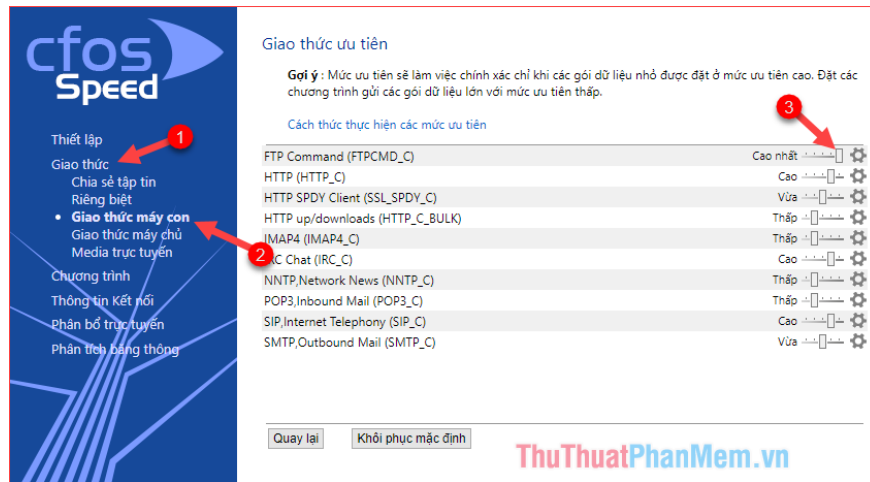 cfos
Speed
Thiết lập
1
Giao thức
Chia sẻ tập tin
Riêng biệt
• Giao thức máy con
Giao thức máy chủ
Media trực tuyến
Chương trình
Thông tin Kết nối
Phân bổ trực tuyến
Phân tích băng thông
2
Giao thức ưu tiên
Gợi ý : Mức ưu tiên sẽ làm việc chính xác chỉ khi các gói dữ liệu nhỏ được đặt ở mức ưu tiên cao. Đặt các
chương trình gửi các gói dữ liệu lớn với mức ưu tiên thấp.
3
Cách thức thực hiện các mức ưu tiên
FTP Command (FTPCMD_C) Cao nhất
HTTP (HTTP_C) Cao
HTTP SPDY Client (SSL_SPDY_C) Vừa
HTTP up/downloads (HTTP_C_BULK) Thấp
IMAP4 (IMAP4_C) Thấp
Chat (IRC_C) Cao
NNTP,Network News (NNTP_C) Thấp
POP3,Inbound Mail (POP3_C) Thấp
SIP,Internet Telephony (SIP_C) Cao
SMTP,Outbound Mail (SMTP_C) Vừa
Quay lại Khôi phục mặc định
ThuThuatPhanMem.vn